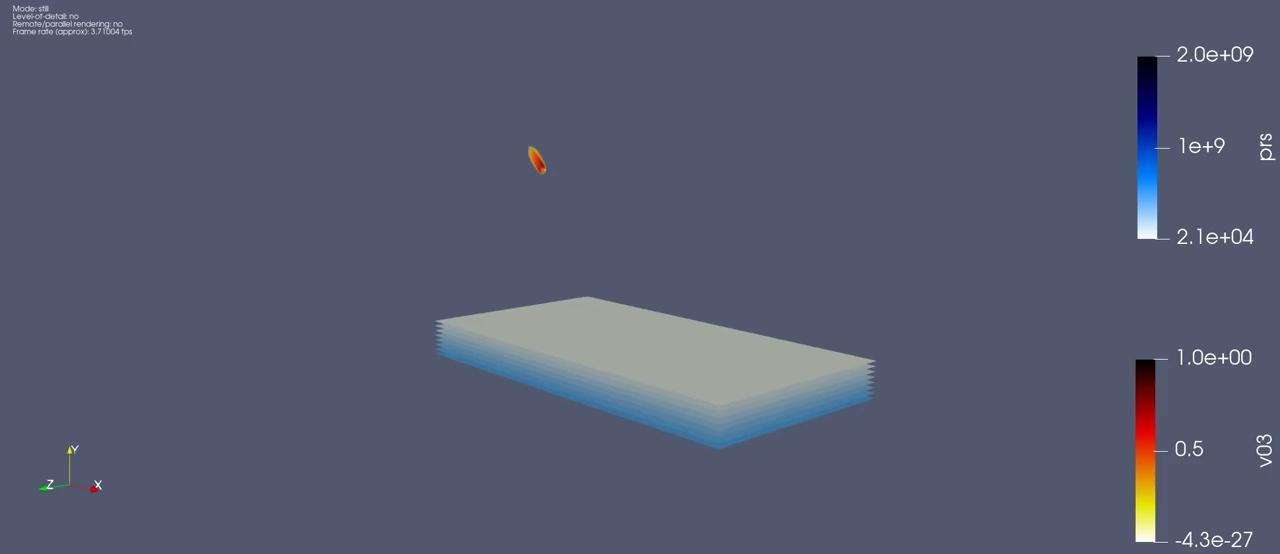 Mode: still
Level-of-detail: no
Remote/parallel rendering: no
Frame rate (approx): 3.71004 fps
2.0e+09
1e+9
prs
2.1e+04
1.0e+00
0.5
v03
-4.3e-27
Y
Z
X